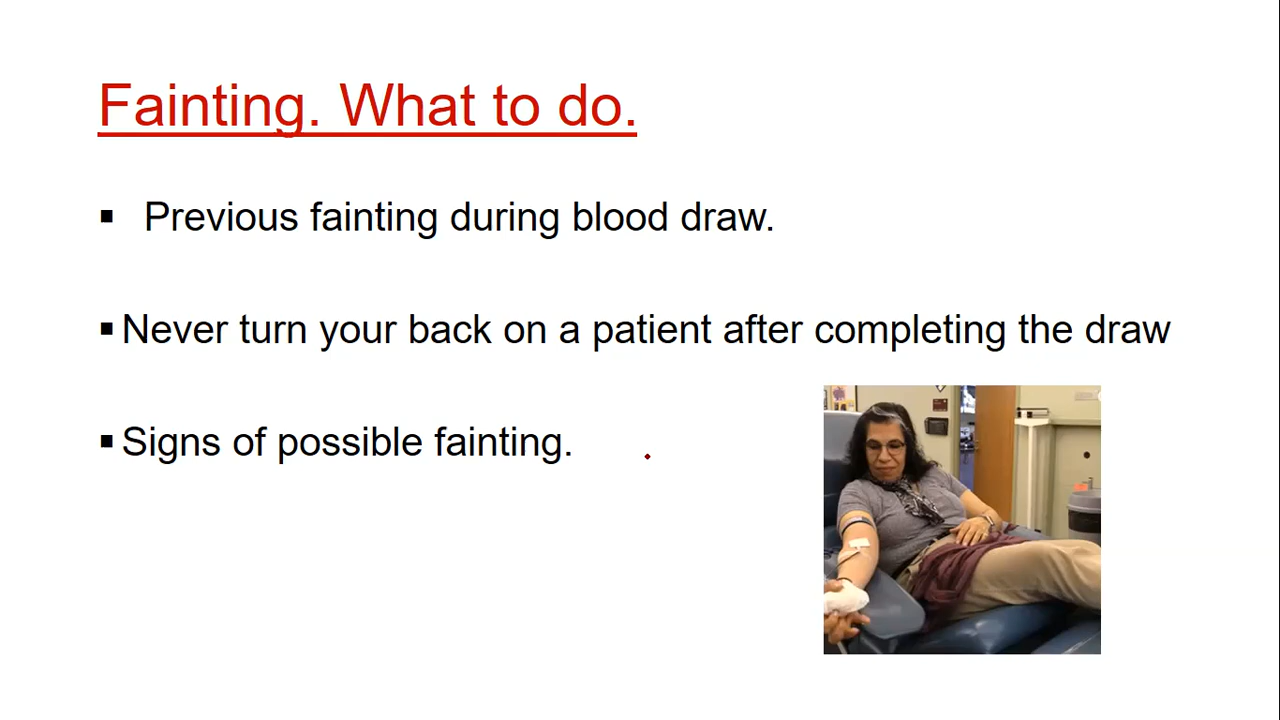 Fainting. What to do.
Previous fainting during blood draw.
Never turn your back on a patient after completing the draw
Signs of possible fainting.